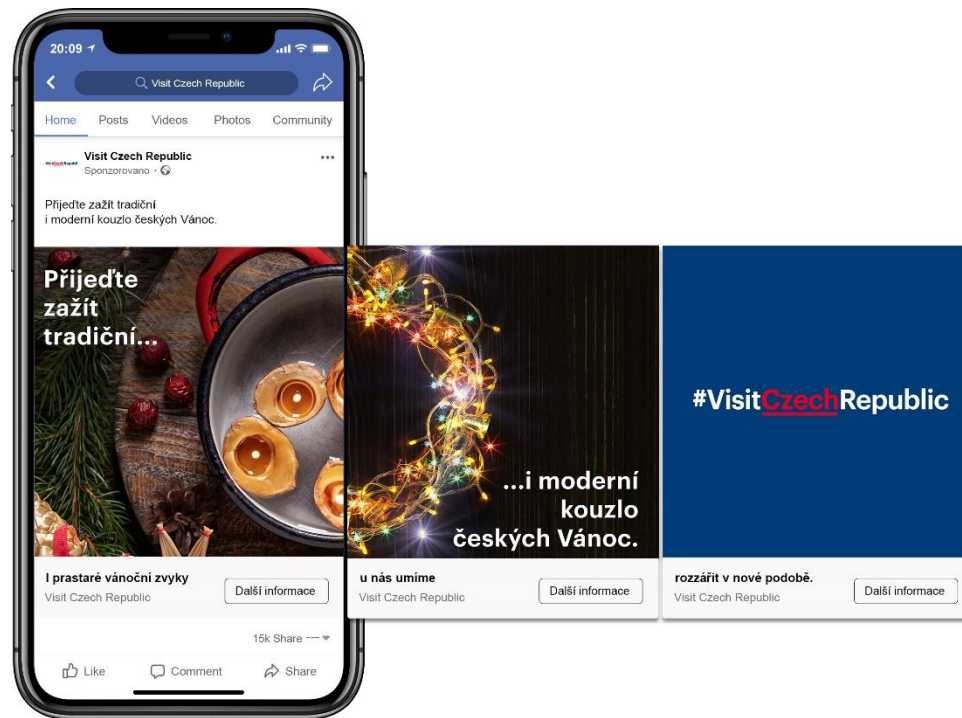 20:09
Visit Czech Republic
Home Posts Videos Photos Community
Visit Czech Republic
Sponzorovano
Přijeďte zažít tradiční
i moderní kouzlo českých Vánoc.
Přijeďte
zažít
tradiční...
...i moderní
kouzlo
českých Vánoc.
#VisitCzechRepublic
I prastaré vánoční zvyky
Visit Czech Republic
Další informace
u nás umíme
Visit Czech Republic
Další informace
rozzářit v nové podobě.
Visit Czech Republic
Další informace
15k Share
Like Comment Share